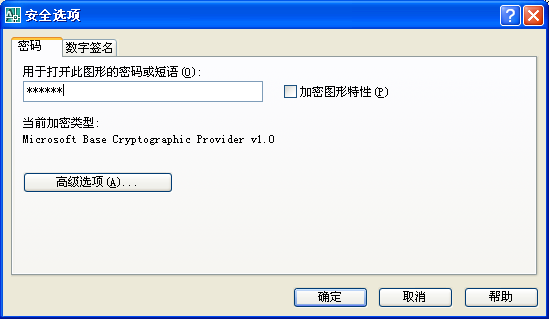 安全选项
密码
数字签名
用于打开此图形的密码或短语(O):
******
加密图形特性(P)
当前加密类型:
Microsoft Base Cryptographic Provider v1.0
高级选项(A)...
确定
取消
帮助